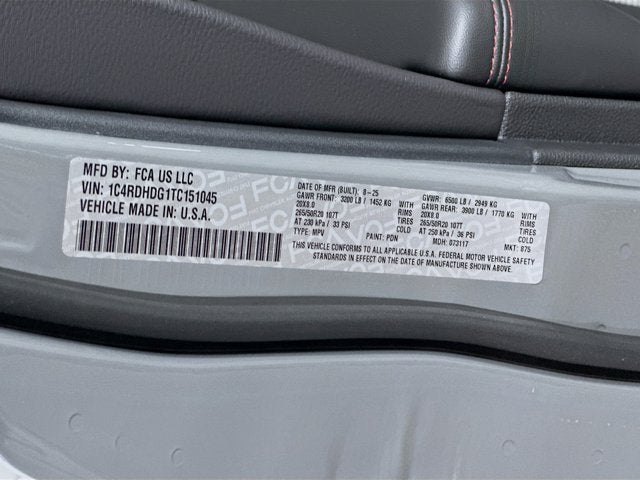 MFD BY: FCA US LLC
VIN: 1C4RDHDG1TC151045
VEHICLE MADE IN: U.S.A.
DATE OF MFR (BUILT): 8-25 GVWR: 6500 LB / 2949 KG
GAWR FRONT: 3200 LB / 1452 KG WITH GAWR REAR: 3900 LB / 1770 KG WITH
20X8.0 RIMS 20X8.0 RIMS
265/50R20 107T TIRES 265/50R20 107T TIRES
AT 230 kPa / 33 PSI COLD AT 250 kPa / 36 PSI COLD
TYPE: MPV PAINT: PDN MDH: 073117 MKT: 875
THIS VEHICLE CONFORMS TO ALL APPLICABLE U.S.A. FEDERAL MOTOR VEHICLE SAFETY
STANDARDS IN EFFECT ON THE DATE OF MANUFACTURE SHOWN ABOVE.